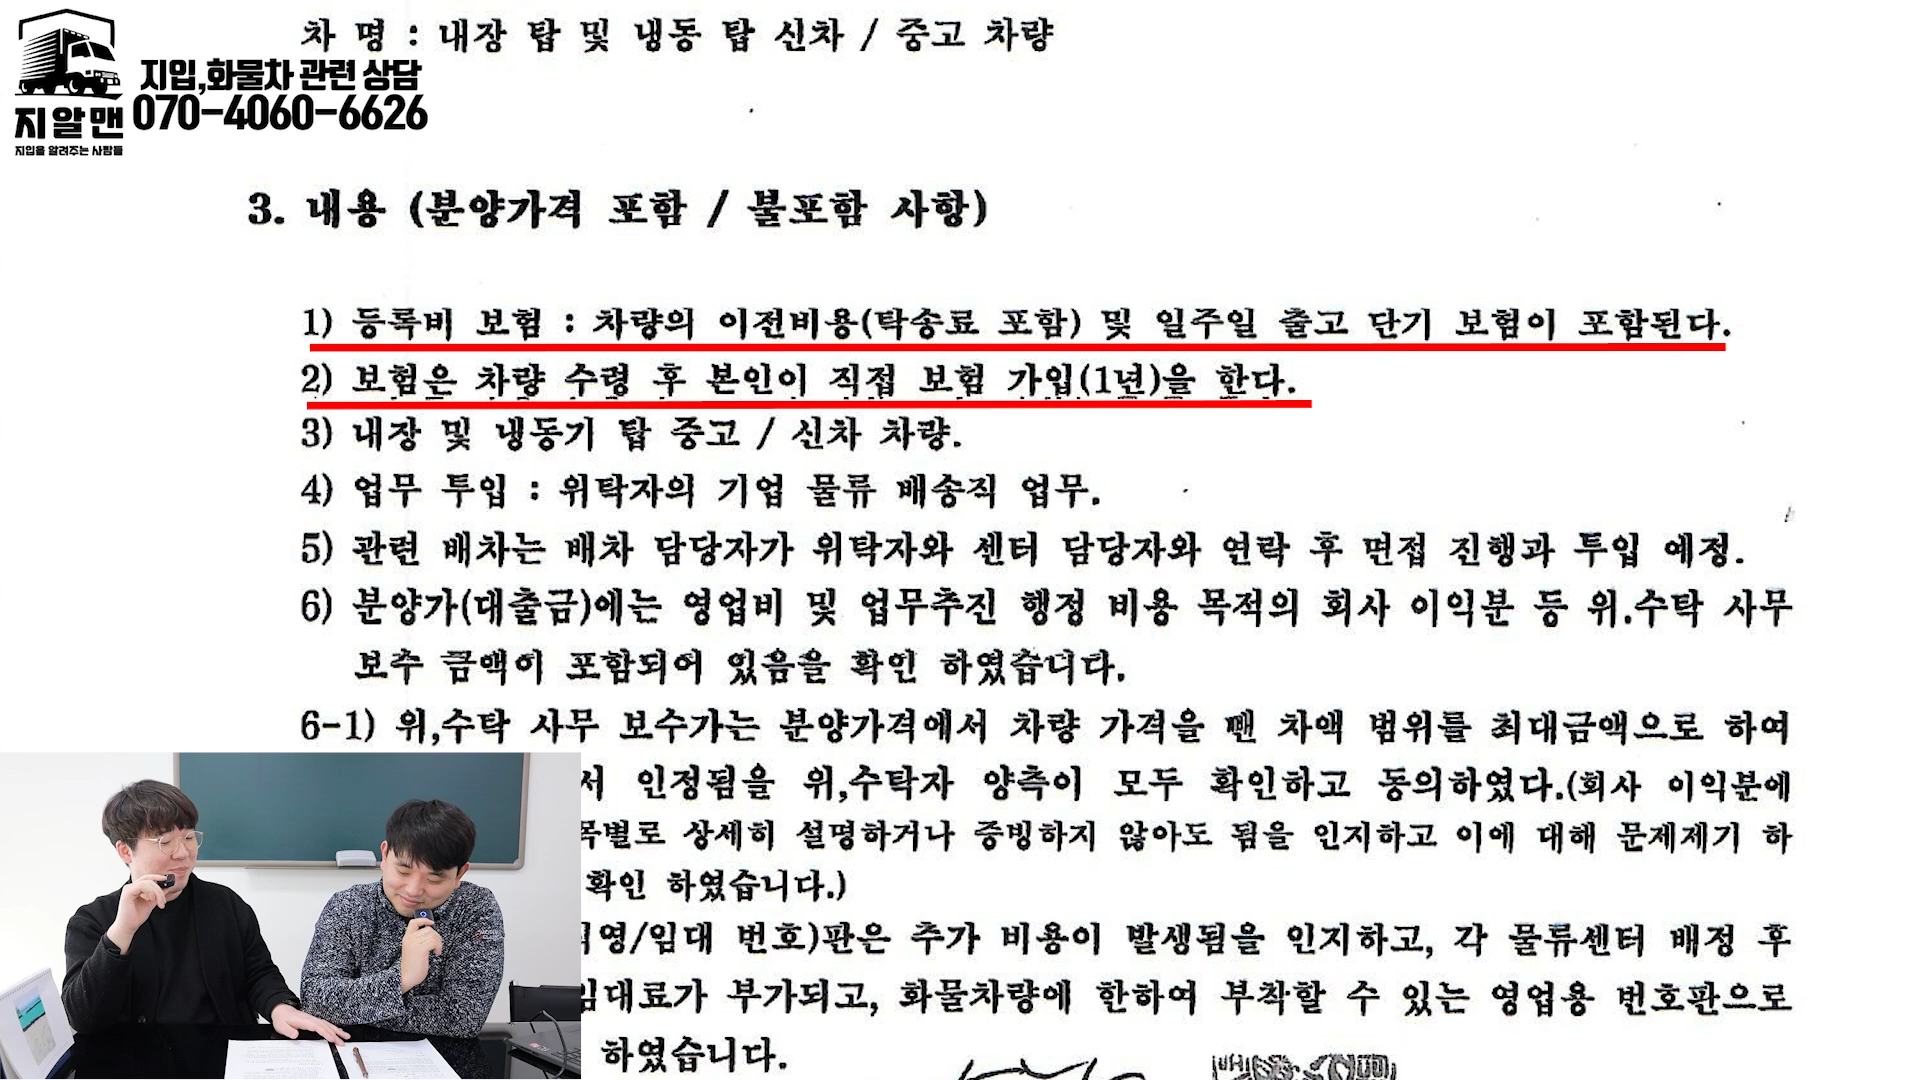 차 명 : 내장 탑 및 냉동 탑 신차 / 중고 차량
지입,화물차 관련 상담
070-4060-6626
지알맨
지입을 알려주는 사람들
3. 내용 (분양가격 포함 / 불포함 사항)
1) 등록비 보험 : 차량의 이전비용(탁송료 포함) 및 일주일 출고 단기 보험이 포함된다.
2) 보험은 차량 수령 후 본인이 직접 보험 가입(1년)을 한다.
3) 내장 및 냉동기 탑 중고 / 신차 차량.
4) 업무 투입 : 위탁자의 기업 물류 배송직 업무.
5) 관련 배차는 배차 담당자가 위탁자와 센터 담당자와 연락 후 면접 진행과 투입 예정.
6) 분양가(대출금)에는 영업비 및 업무추진 행정 비용 목적의 회사 이익분 등 위.수탁 사무
보수 금액이 포함되어 있음을 확인 하였습니다.
6-1) 위,수탁 사무 보수가는 분양가격에서 차량 가격을 뺀 차액 범위를 최대금액으로 하여
서 인정됨을 위,수탁자 양측이 모두 확인하고 동의하였다.(회사 이익분에
목별로 상세히 설명하거나 증빙하지 않아도 됨을 인지하고 이에 대해 문제제기 하
확인 하였습니다.)
영/임대 번호)판은 추가 비용이 발생됨을 인지하고, 각 물류센터 배정 후
임대료가 부가되고, 화물차량에 한하여 부착할 수 있는 영업용 번호판으로
하였습니다.